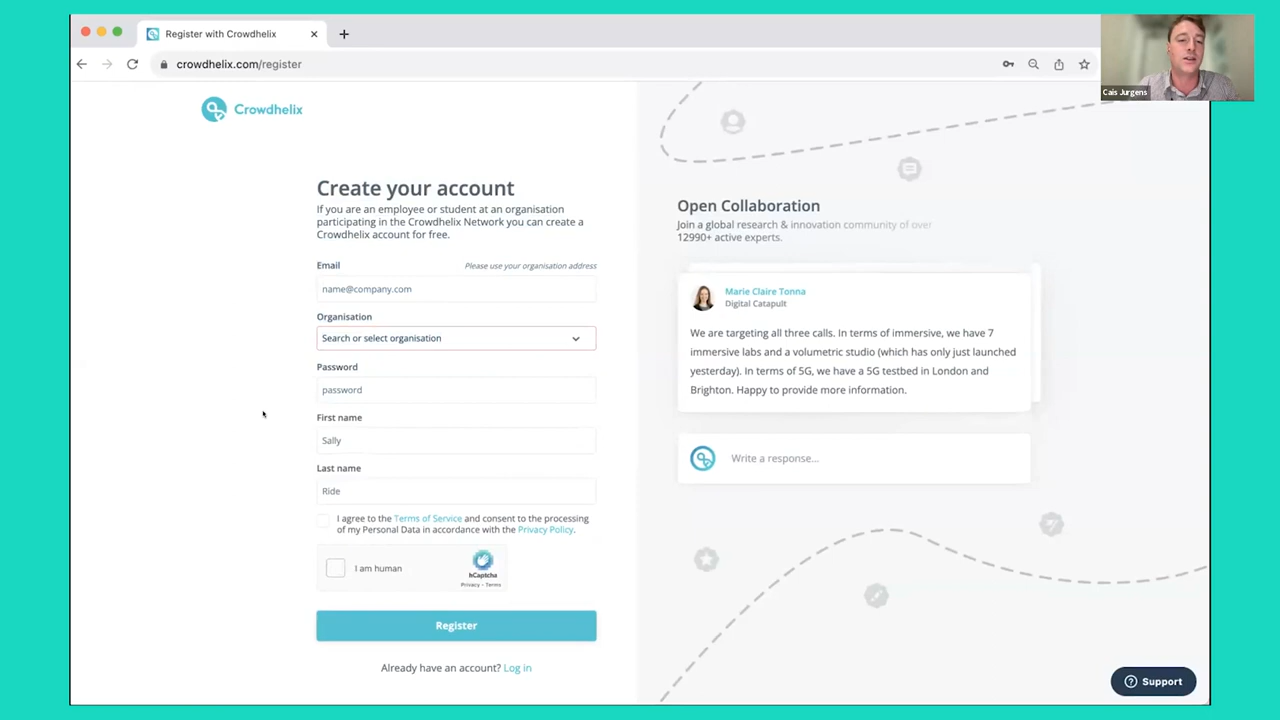 Register with Crowdhelix
crowdhelix.com/register
Cais Jurgens
Crowdhelix
Create your account
If you are an employee or student at an organisation
participating in the Crowdhelix Network you can create a
Crowdhelix account for free.
Email
Please use your organisation address
name@company.com
Organisation
Search or select organisation
Password
password
First name
Sally
Last name
Ride
I agree to the Terms of Service and consent to the processing
of my Personal Data in accordance with the Privacy Policy.
I am human
hCaptcha
Privacy - Terms
Register
Already have an account? Log in
Open Collaboration
Join a global research & innovation community of over
12990+ active experts.
Marie Claire Tonna
Digital Catapult
We are targeting all three calls. In terms of immersive, we have 7
immersive labs and a volumetric studio (which has only just launched
yesterday). In terms of 5G, we have a 5G testbed in London and
Brighton. Happy to provide more information.
Write a response...
Support